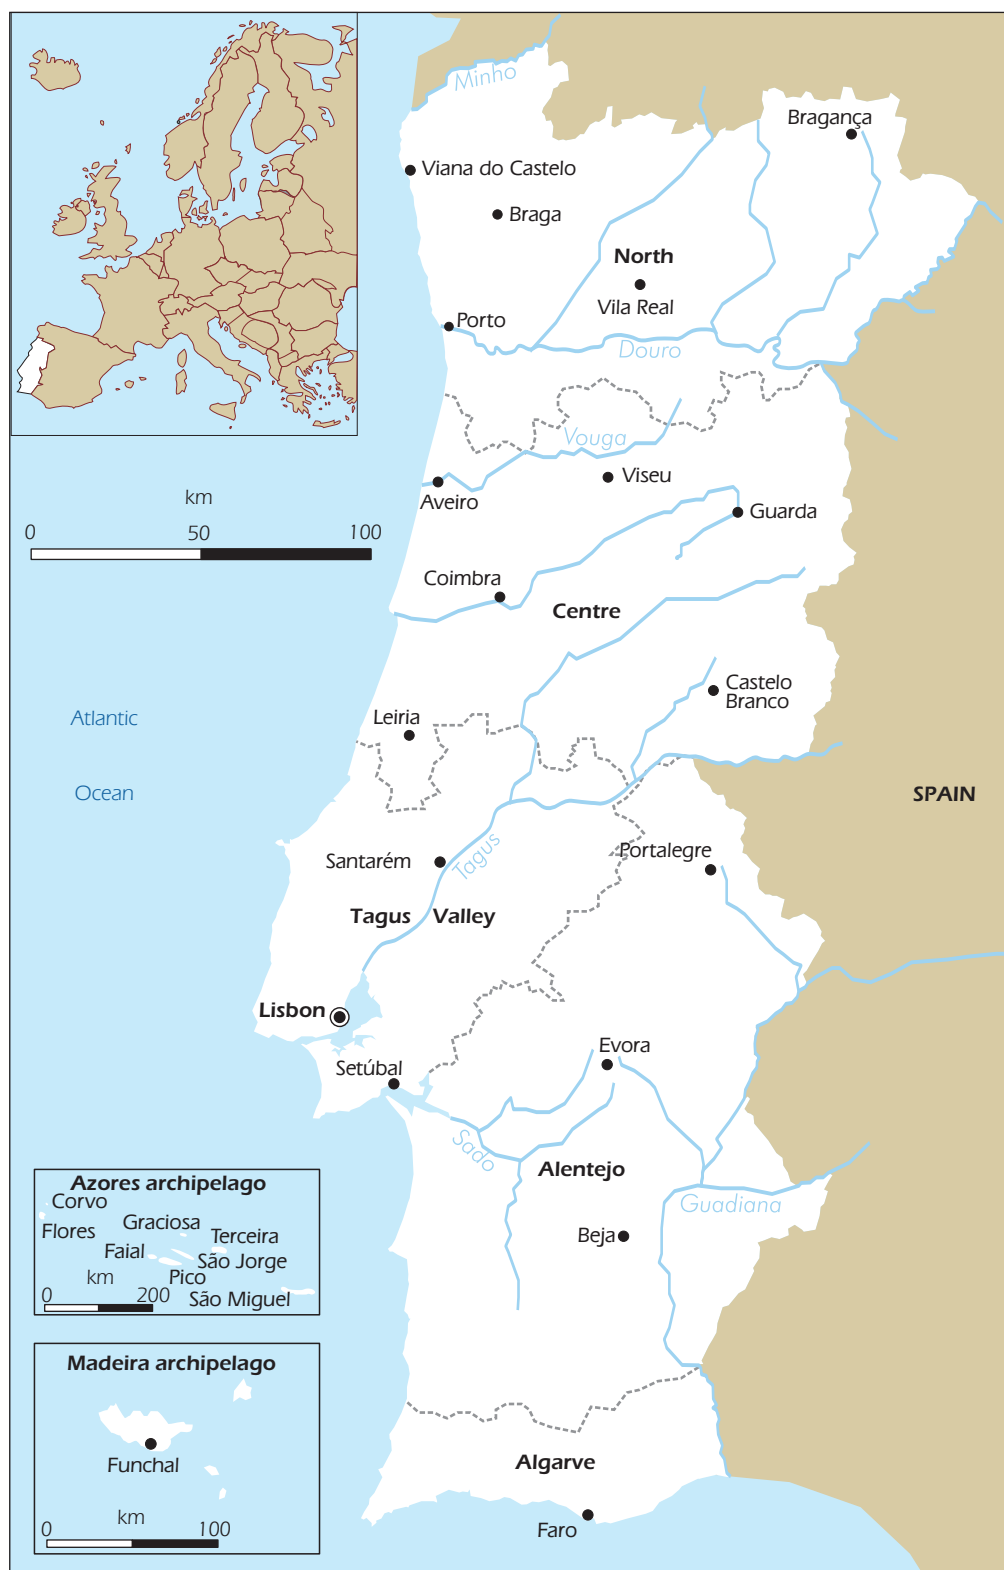 Minho
Bragança
Viana do Castelo
Braga
North
Vila Real
Porto
Douro
Vouga
Viseu
km
Aveiro
Guarda
0 50 100
Coimbra
Centre
Castelo
Branco
Leiria
Atlantic
Ocean
SPAIN
Portalegre
Santarém
Tagus
Tagus Valley
Lisbon
Evora
Setúbal
Sado
Alentejo
Guadiana
Beja
Azores archipelago
Corvo
Graciosa
Flores
Terceira
Faial
São Jorge
km
Pico
0 200
São Miguel
Madeira archipelago
Funchal
km
0 100
Algarve
Faro